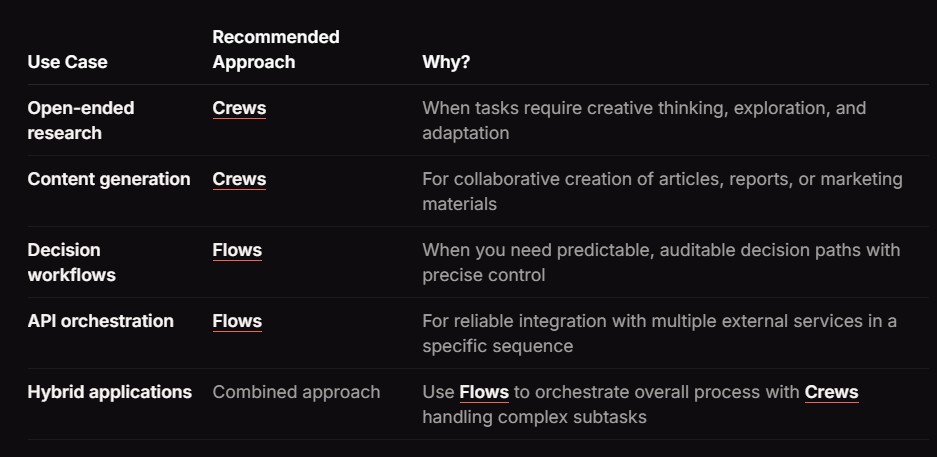 Use Case Recommended Approach Why?
Open-ended research Crews When tasks require creative thinking, exploration, and adaptation
Content generation Crews For collaborative creation of articles, reports, or marketing materials
Decision workflows Flows When you need predictable, auditable decision paths with precise control
API orchestration Flows For reliable integration with multiple external services in a specific sequence
Hybrid applications Combined approach Use Flows to orchestrate overall process with Crews handling complex subtasks